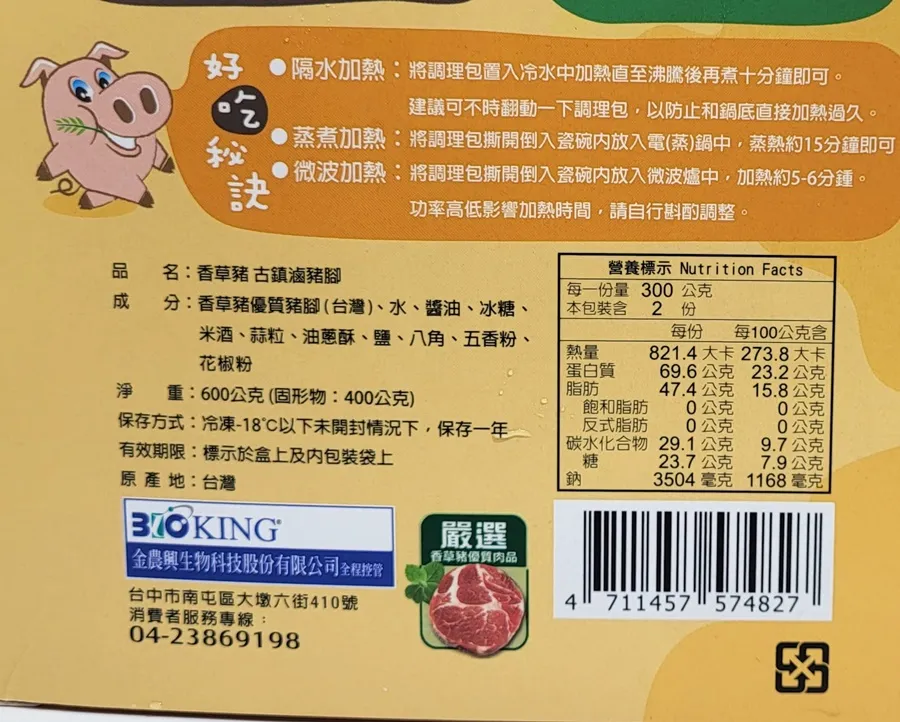 好吃秘訣
●隔水加熱：將調理包置入冷水中加熱直至沸騰後再煮十分鐘即可。
建議可不時翻動一下調理包，以防止和鍋底直接加熱過久。
●蒸煮加熱：將調理包撕開倒入瓷碗內放入電(蒸)鍋中，蒸熱約15分鐘即可
●微波加熱：將調理包撕開倒入瓷碗內放入微波爐中，加熱約5-6分鍾。
功率高低影響加熱時間，請自行斟酌調整。
品　名：香草豬 古鎮滷豬腳
成　分：香草豬優質豬腳(台灣)、水、醬油、冰糖、
米酒、蒜粒、油蔥酥、鹽、八角、五香粉、
花椒粉
淨　重：600公克 (固形物：400公克)
保存方式：冷凍-18℃以下未開封情況下，保存一年
有效期限：標示於盒上及內包裝袋上
原 產 地：台灣
BIOKING®
金農興生物科技股份有限公司全程控管
台中市南屯區大墩六街410號
消費者服務專線：
04-23869198
嚴選
香草豬優質肉品
營養標示 Nutrition Facts
每一份量 300 公克
本包裝含 2 份
每份 每100公克含
熱量 821.4 大卡 273.8 大卡
蛋白質 69.6 公克 23.2 公克
脂肪 47.4 公克 15.8 公克
飽和脂肪 0 公克 0 公克
反式脂肪 0 公克 0 公克
碳水化合物 29.1 公克 9.7 公克
糖 23.7 公克 7.9 公克
鈉 3504 毫克 1168 毫克
4 711457 574827